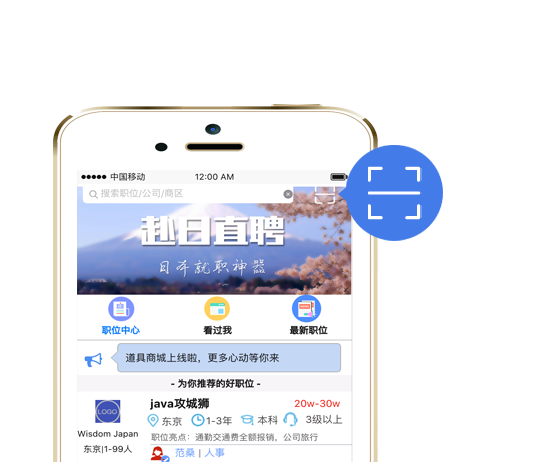 中国移动 12:00 AM
搜索职位/公司/商区
赴日直聘
日本就职神器
职位中心 看过我 最新职位
道具商城上线啦，更多心动等你来
- 为你推荐的好职位 -
LOGO
java攻城狮 20w-30w
东京 1-3年 本科 3级以上
Wisdom Japan
职位亮点：通勤交通费全额报销，公司旅行
东京|1-99人
范桑 | 人事